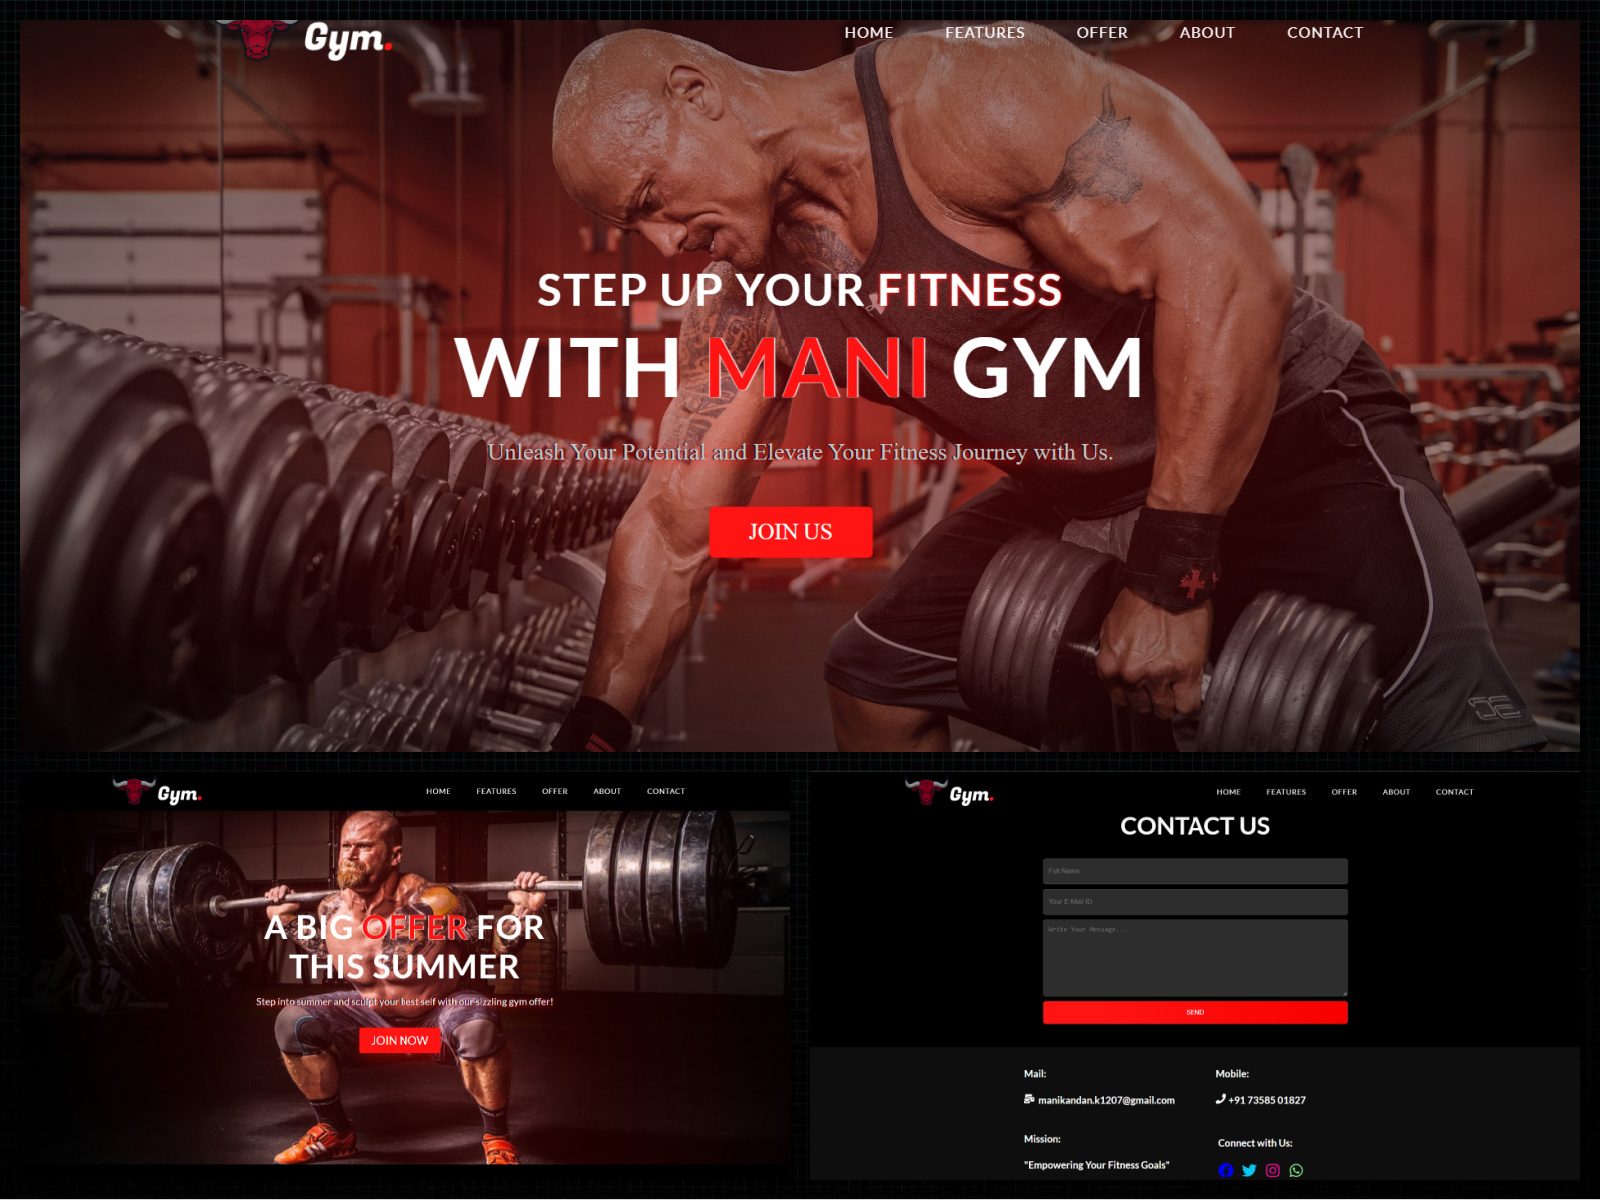 Gym.
HOME FEATURES OFFER ABOUT CONTACT
STEP UP YOUR FITNESS
WITH MANI GYM
Unleash Your Potential and Elevate Your Fitness Journey with Us.
JOIN US
Gym.
HOME FEATURES OFFER ABOUT CONTACT
A BIG OFFER FOR
THIS SUMMER
Step into summer and sculpt your best self with our sizzling gym offer!
JOIN NOW
Gym.
HOME FEATURES OFFER ABOUT CONTACT
CONTACT US
Full Name
Your E-Mail ID
Write Your Message...
SEND
Mail:
manikandan.k1207@gmail.com
Mobile:
+91 73585 01827
Mission:
"Empowering Your Fitness Goals"
Connect with Us: